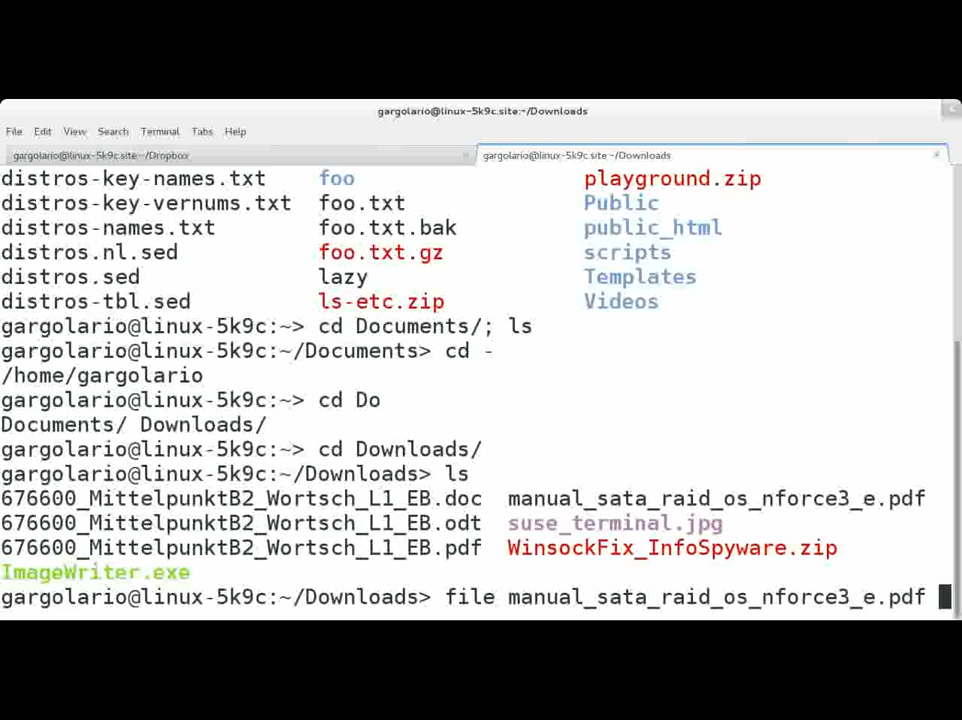 gargolario@linux-5k9c.site:~/Downloads
File Edit View Search Terminal Tabs Help
gargolario@linux-5k9c.site:~/Dropbox gargolario@linux-5k9c.site:~/Downloads
distros-key-names.txt foo playground.zip
distros-key-vernums.txt foo.txt Public
distros-names.txt foo.txt.bak public_html
distros.nl.sed foo.txt.gz scripts
distros.sed lazy Templates
distros-tbl.sed ls-etc.zip Videos
gargolario@linux-5k9c:~> cd Documents/; ls
gargolario@linux-5k9c:~/Documents> cd -
/home/gargolario
gargolario@linux-5k9c:~> cd Do
Documents/ Downloads/
gargolario@linux-5k9c:~> cd Downloads/
gargolario@linux-5k9c:~/Downloads> ls
676600_MittelpunktB2_Wortsch_L1_EB.doc manual_sata_raid_os_nforce3_e.pdf
676600_MittelpunktB2_Wortsch_L1_EB.odt suse_terminal.jpg
676600_MittelpunktB2_Wortsch_L1_EB.pdf WinsockFix_InfoSpyware.zip
ImageWriter.exe
gargolario@linux-5k9c:~/Downloads> file manual_sata_raid_os_nforce3_e.pdf